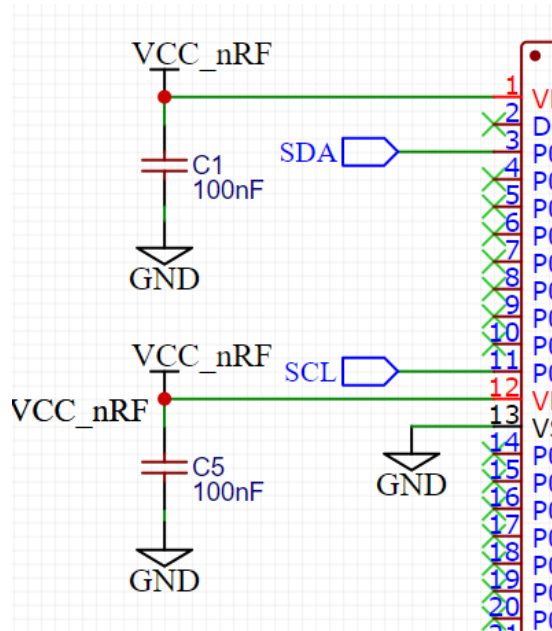 VCC_nRF
C1
100nF
GND
SDA
VCC_nRF
VCC_nRF
C5
100nF
GND
SCL
GND
1
2 D
3 P0
4 P0
5 P0
6 P0
7 P0
8 P0
9 P0
10 P0
11 P0
12
13
14 P0
15 P0
16 P0
17 P0
18 P0
19 P0
20 P0